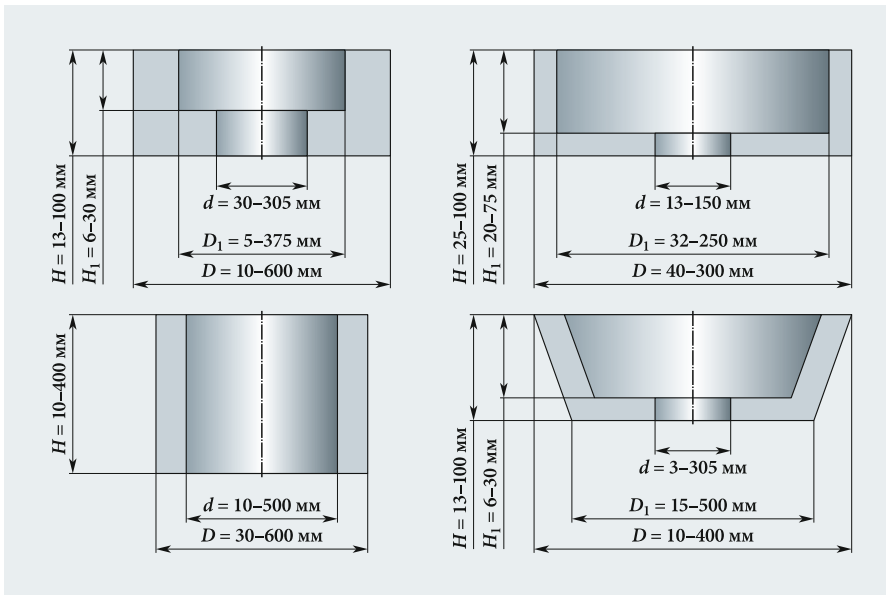 H = 13–100 мм
H₁ = 6–30 мм
d = 30–305 мм
D₁ = 5–375 мм
D = 10–600 мм
H = 25–100 мм
H₁ = 20–75 мм
d = 13–150 мм
D₁ = 32–250 мм
D = 40–300 мм
H = 10–400 мм
d = 10–500 мм
D = 30–600 мм
H = 13–100 мм
H₁ = 6–30 мм
d = 3–305 мм
D₁ = 15–500 мм
D = 10–400 мм